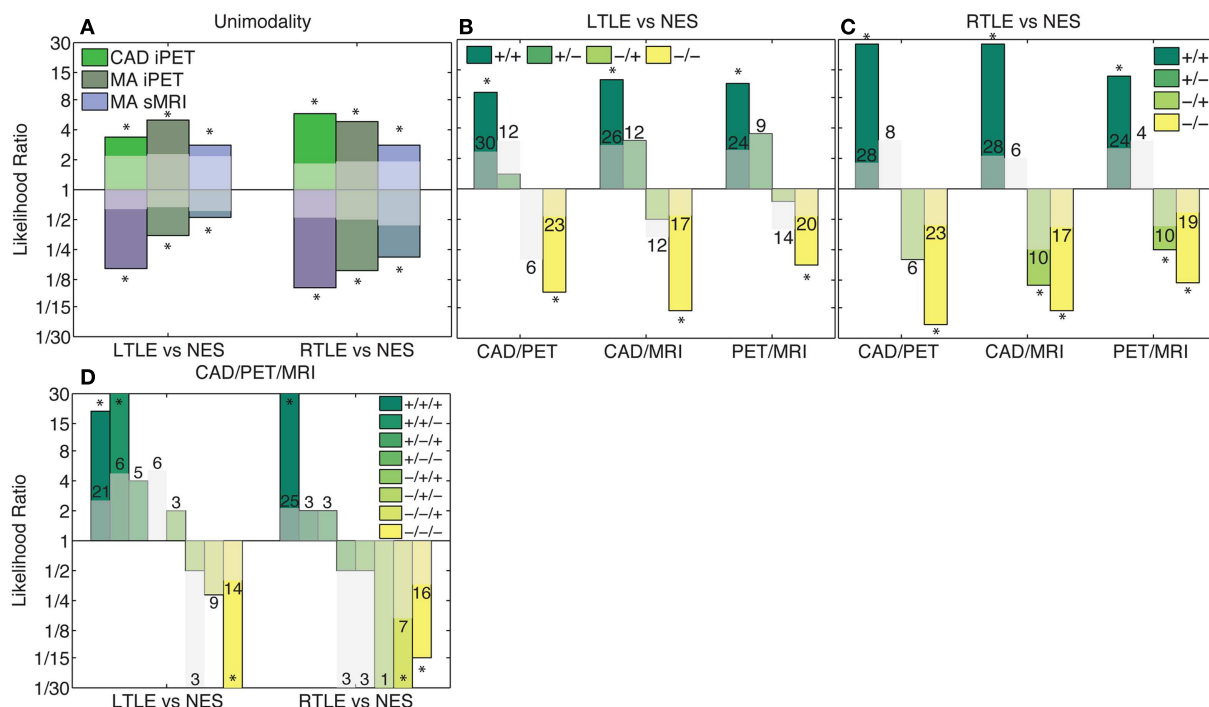 A
Unimodality
Likelihood Ratio
30
15
8
4
2
1
1/2
1/4
1/8
1/15
1/30
CAD iPET
MA iPET
MA sMRI
* * * * * *
* * * * * *
LTLE vs NES
RTLE vs NES
B
LTLE vs NES
+/+ +/− −/+ −/−
* * *
30 12 26 12 24 9
6 23 12 17 14 20
* * *
CAD/PET CAD/MRI PET/MRI
C
RTLE vs NES
+/+
+/−
−/+
−/−
* * *
28 8 28 6 24 4
6 23 10 17 10 19
* * * * *
CAD/PET CAD/MRI PET/MRI
D
CAD/PET/MRI
Likelihood Ratio
30
15
8
4
2
1
1/2
1/4
1/8
1/15
1/30
+/+/+
+/+/−
+/−/+
+/−/−
−/+/+
−/+/−
−/−/+
−/−/−
* * *
21 6 5 6 3 25 3 3
3 9 14 3 3 1 7 16
* * *
LTLE vs NES
RTLE vs NES